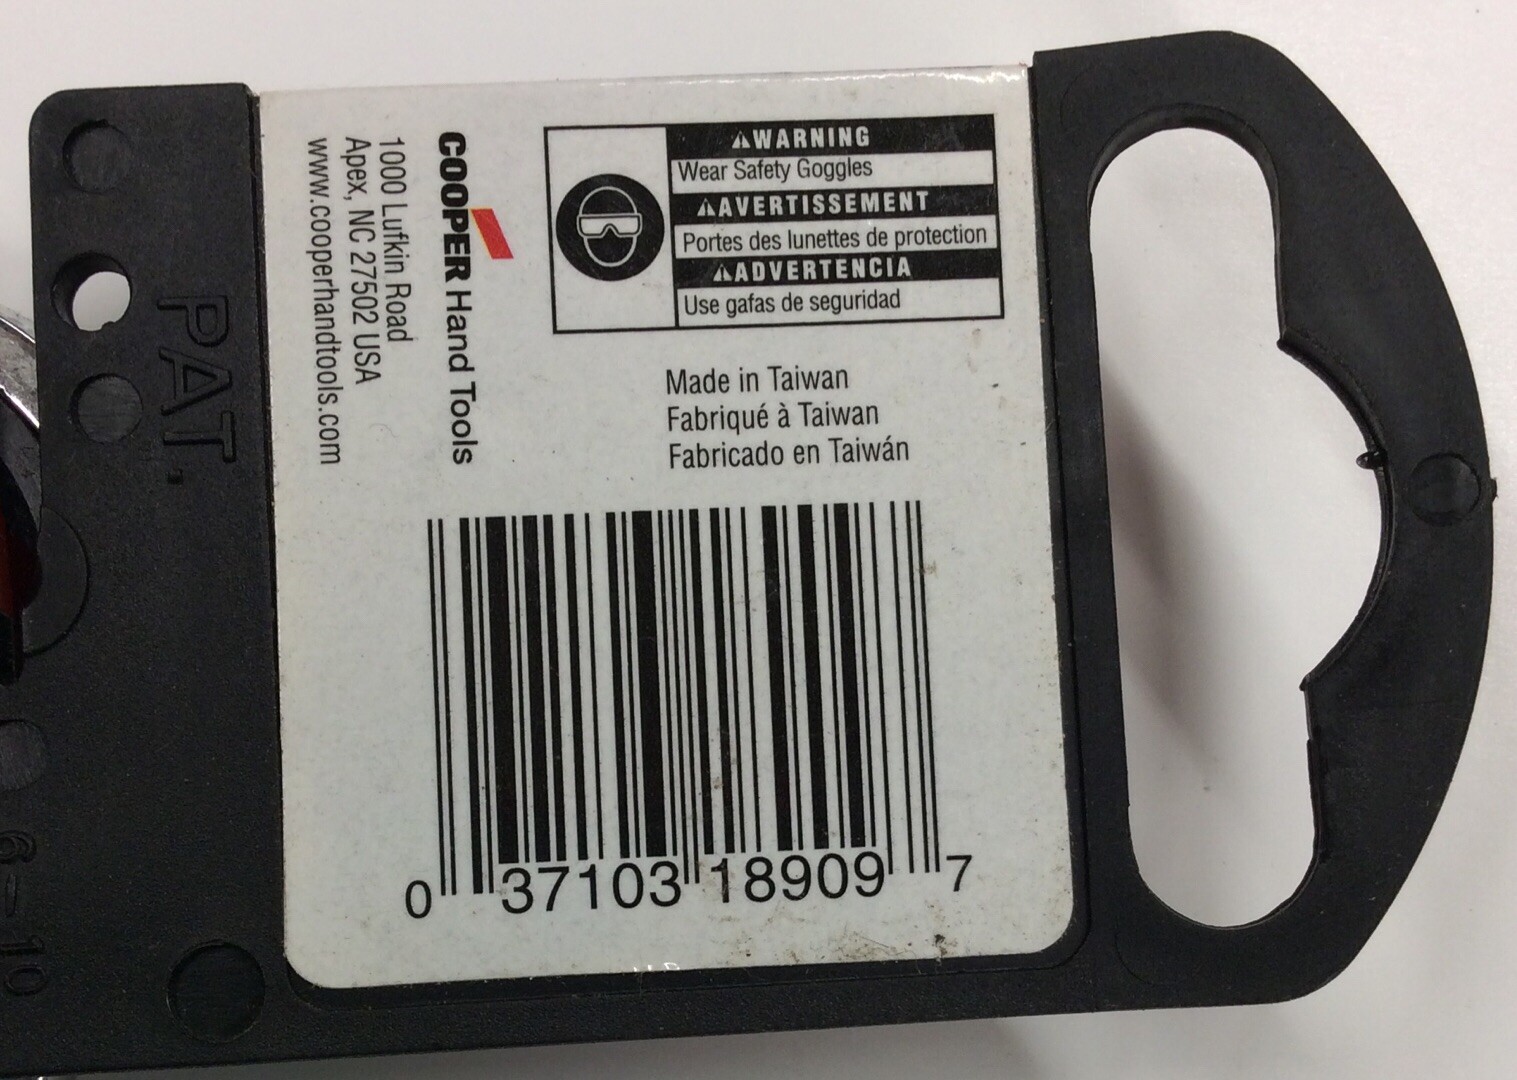 WARNING
Wear Safety Goggles
AVERTISSEMENT
Portes des lunettes de protection
ADVERTENCIA
Use gafas de seguridad
COOPER Hand Tools
1000 Lufkin Road
Apex, NC 27502 USA
www.cooperhandtools.com
Made in Taiwan
Fabriqué à Taiwan
Fabricado en Taiwán
0 37103 18909 7
PAT.
6-10